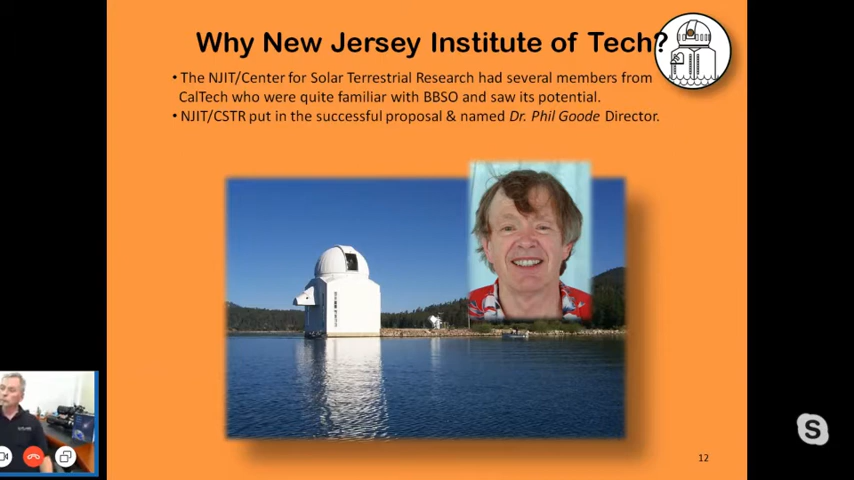 Why New Jersey Institute of Tech?
• The NJIT/Center for Solar Terrestrial Research had several members from
CalTech who were quite familiar with BBSO and saw its potential.
• NJIT/CSTR put in the successful proposal & named Dr. Phil Goode Director.
12